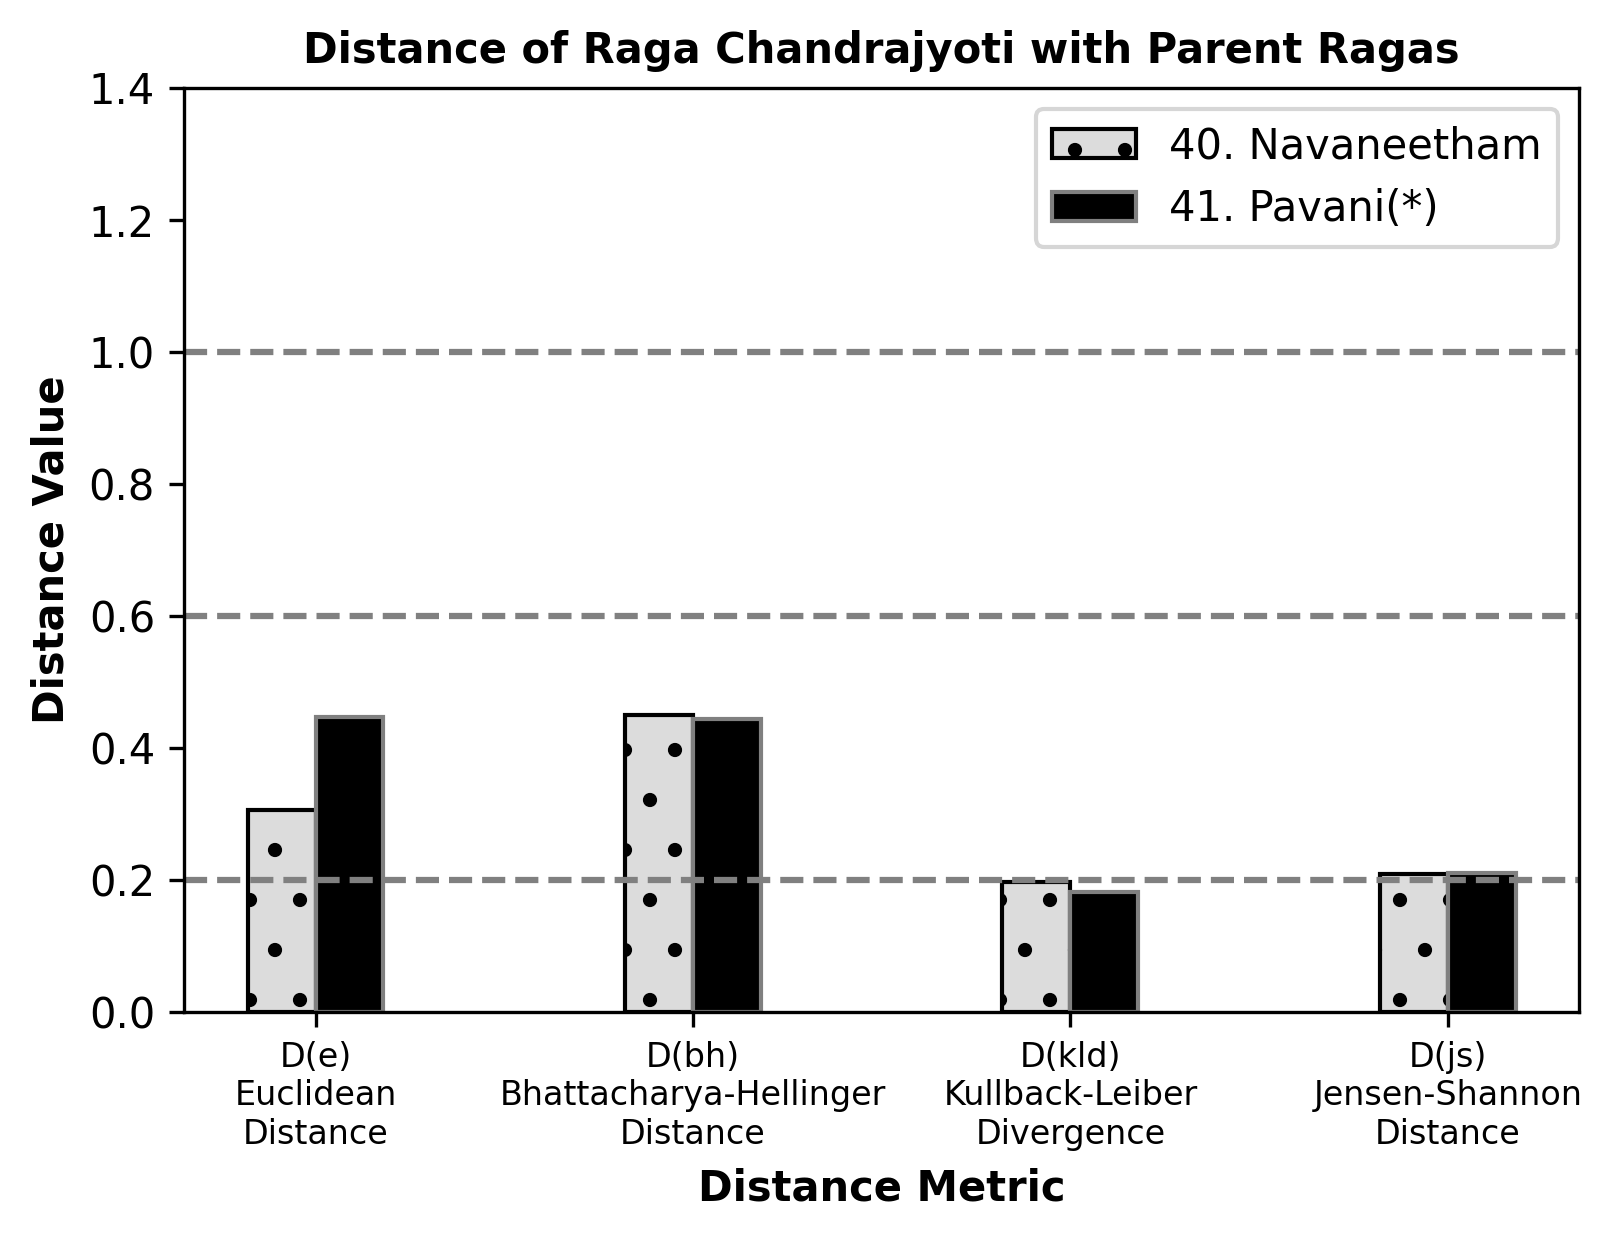 Distance of Raga Chandrajyoti with Parent Ragas
40. Navaneetham
41. Pavani(*)
Distance Value
1.4
1.2
1.0
0.8
0.6
0.4
0.2
0.0
D(e)
Euclidean
Distance
D(bh)
Bhattacharya-Hellinger
Distance
D(kld)
Kullback-Leiber
Divergence
D(js)
Jensen-Shannon
Distance
Distance Metric